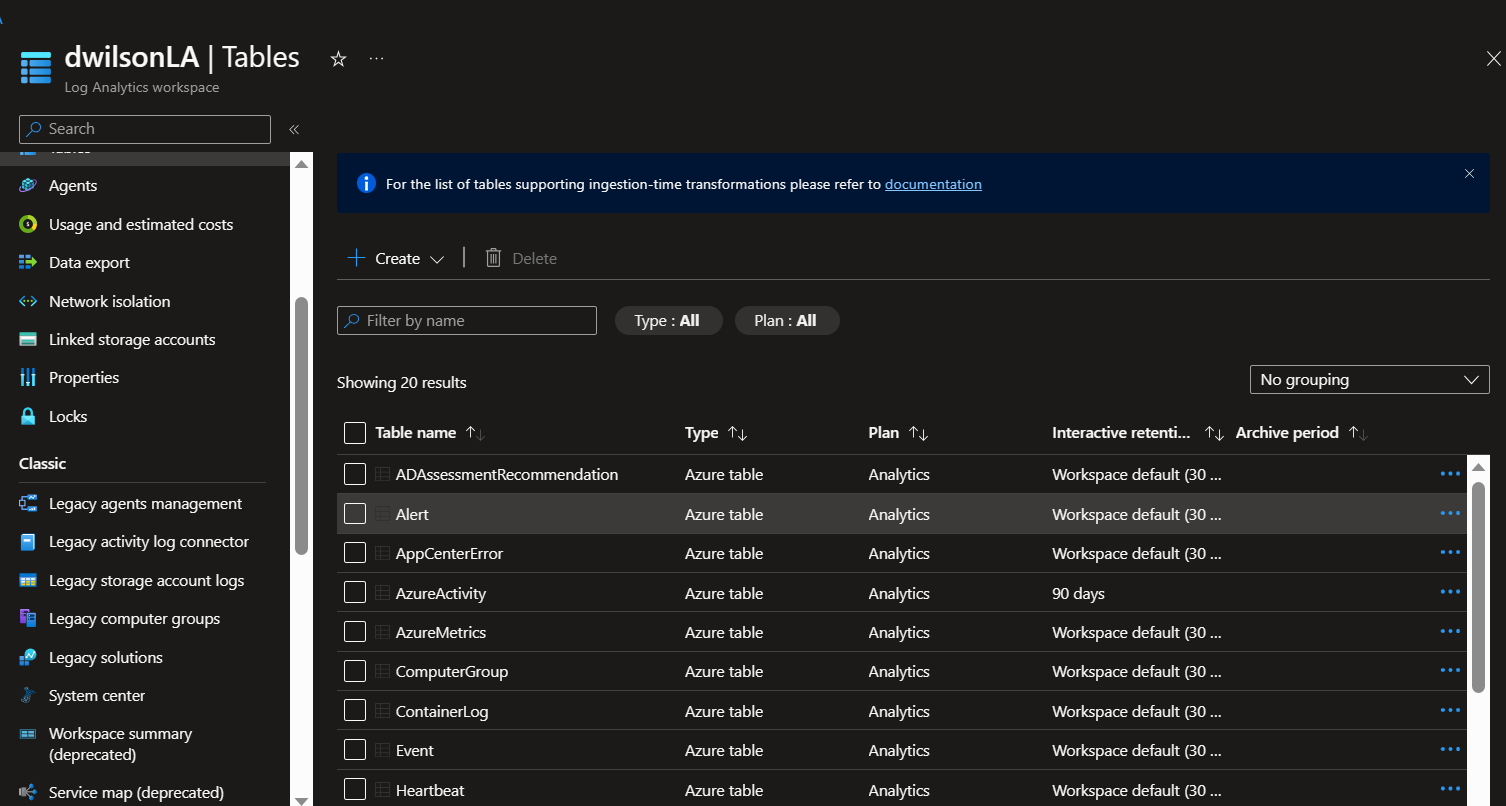 dwilsonLA | Tables
Log Analytics workspace
Search
Agents
Usage and estimated costs
Data export
Network isolation
Linked storage accounts
Properties
Locks
Classic
Legacy agents management
Legacy activity log connector
Legacy storage account logs
Legacy computer groups
Legacy solutions
System center
Workspace summary
(deprecated)
Service map (deprecated)
For the list of tables supporting ingestion-time transformations please refer to documentation
Create
Delete
Filter by name
Type : All
Plan : All
Showing 20 results
No grouping
Table name Type Plan Interactive retenti... Archive period
ADAssessmentRecommendation Azure table Analytics Workspace default (30 ...
Alert Azure table Analytics Workspace default (30 ...
AppCenterError Azure table Analytics Workspace default (30 ...
AzureActivity Azure table Analytics 90 days
AzureMetrics Azure table Analytics Workspace default (30 ...
ComputerGroup Azure table Analytics Workspace default (30 ...
ContainerLog Azure table Analytics Workspace default (30 ...
Event Azure table Analytics Workspace default (30 ...
Heartbeat Azure table Analytics Workspace default (30 ...